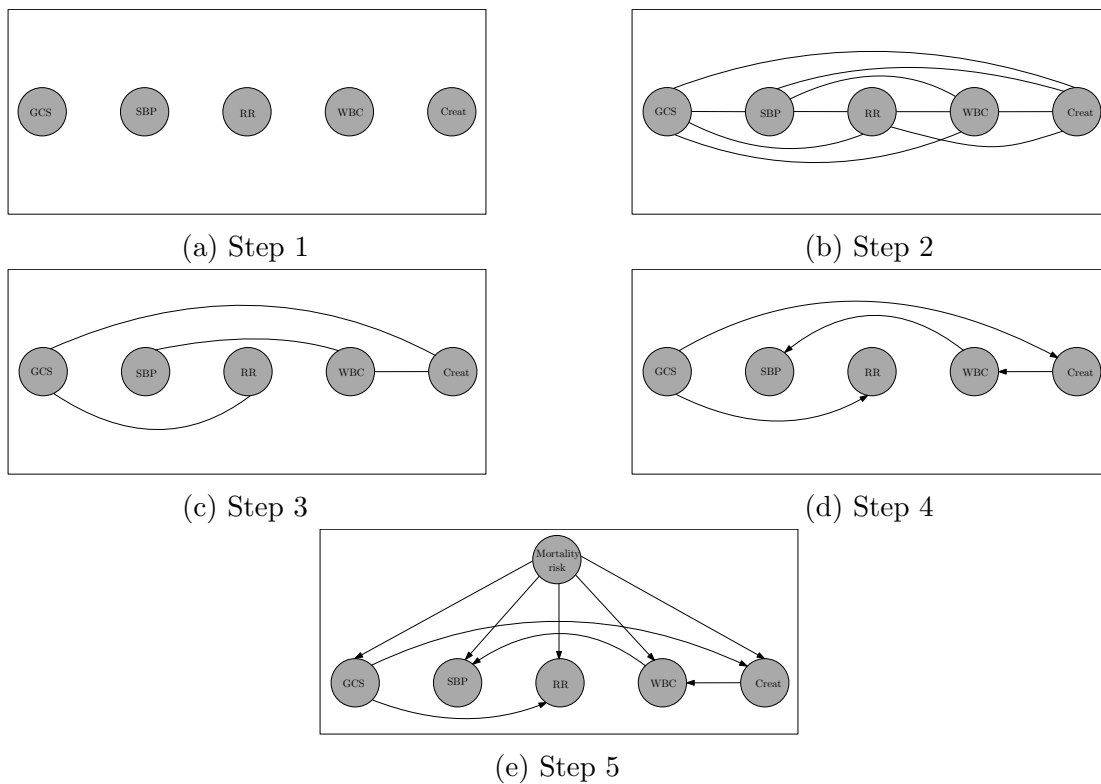 GCS SBP RR WBC Creat
(a) Step 1
GCS SBP RR WBC Creat
(b) Step 2
GCS SBP RR WBC Creat
(c) Step 3
GCS SBP RR WBC Creat
(d) Step 4
Mortality
risk
GCS SBP RR WBC Creat
(e) Step 5